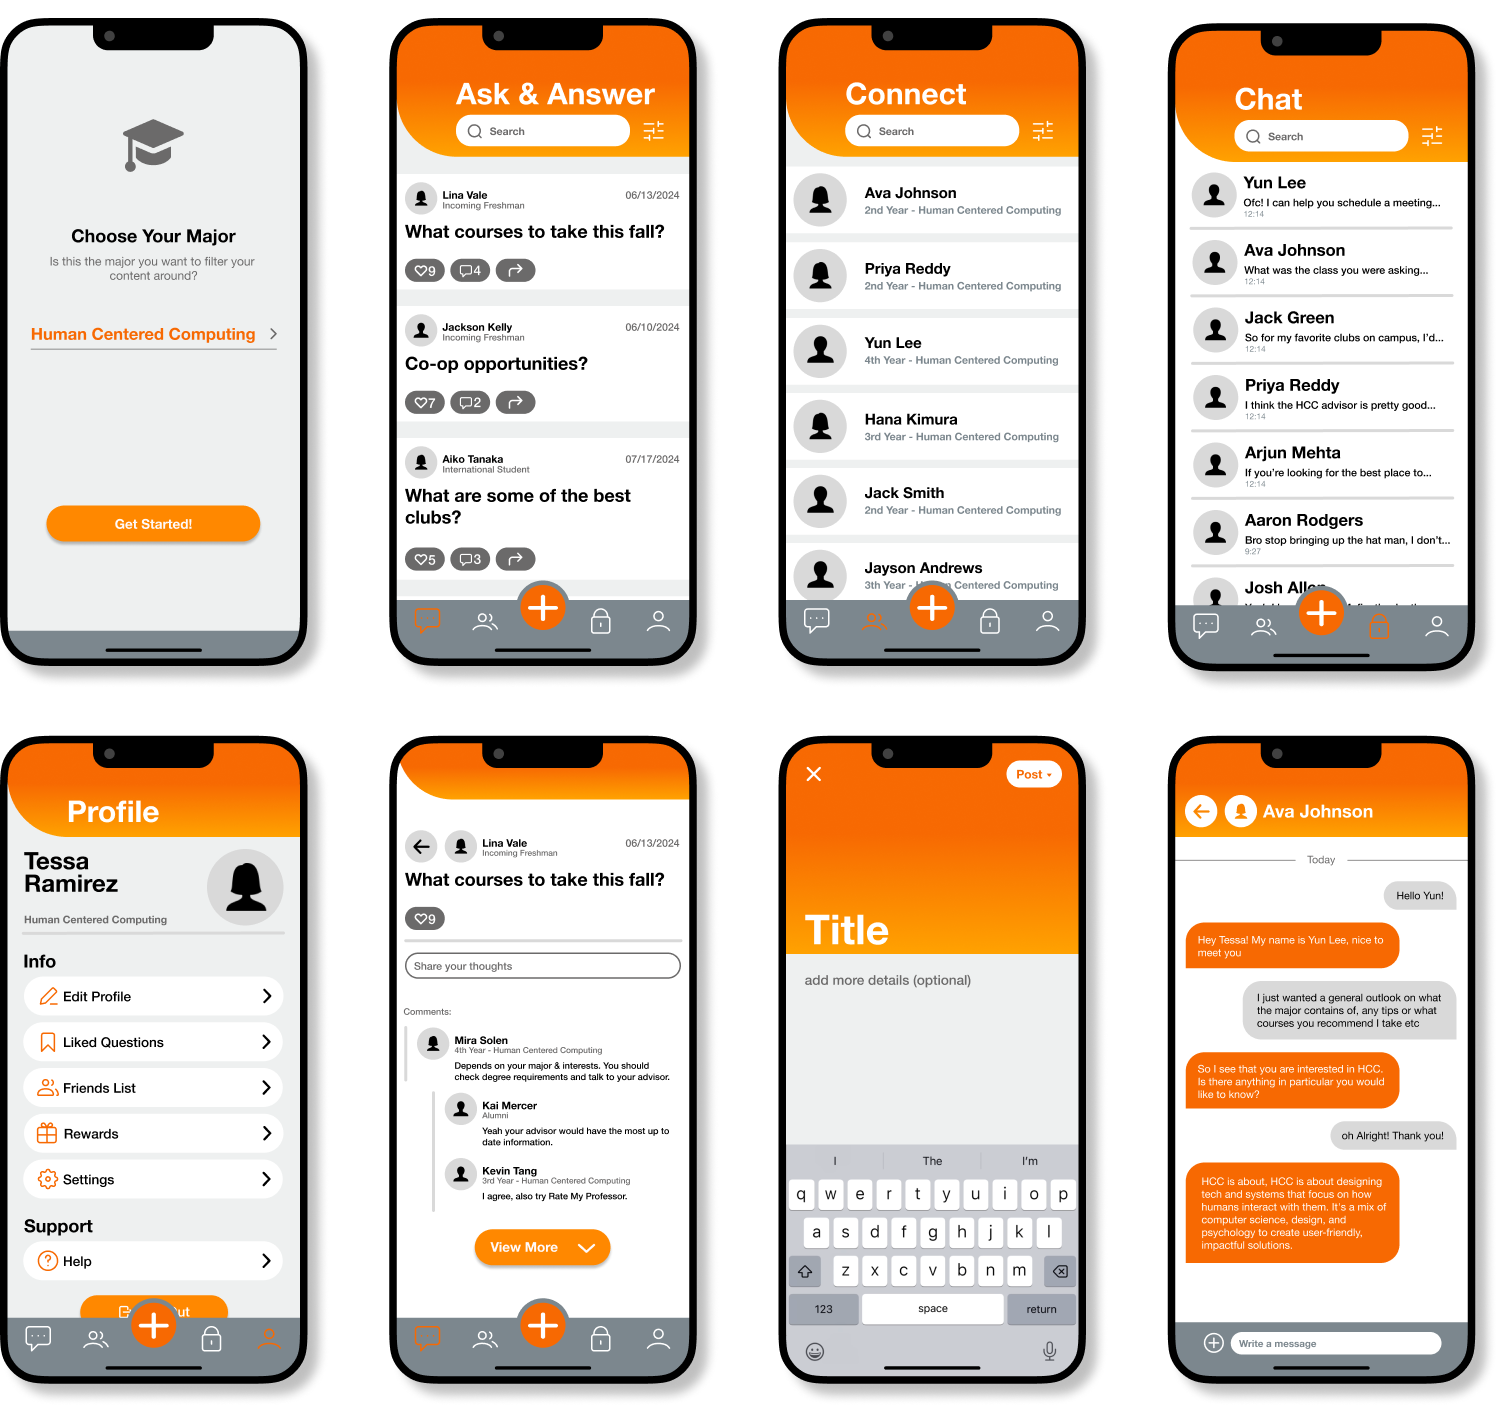 Choose Your Major
Is this the major you want to filter your
content around?
Human Centered Computing
Get Started!
Ask & Answer
Search
Lina Vale
06/13/2024
Incoming Freshman
What courses to take this fall?
9
4
Jackson Kelly
06/10/2024
Incoming Freshman
Co-op opportunities?
7
2
Aiko Tanaka
07/17/2024
International Student
What are some of the best
clubs?
5
3
Connect
Search
Ava Johnson
2nd Year - Human Centered Computing
Priya Reddy
2nd Year - Human Centered Computing
Yun Lee
4th Year - Human Centered Computing
Hana Kimura
3rd Year - Human Centered Computing
Jack Smith
2nd Year - Human Centered Computing
Jayson Andrews
3th Year - Centered Computing
Chat
Search
Yun Lee
Ofc! I can help you schedule a meeting...
12:14
Ava Johnson
What was the class you were asking...
12:14
Jack Green
So for my favorite clubs on campus, I'd...
12:14
Priya Reddy
I think the HCC advisor is pretty good...
12:14
Arjun Mehta
If you're looking for the best place to...
12:14
Aaron Rodgers
Bro stop bringing up the hat man, I don't...
9:27
Josh Allen
Profile
Tessa
Ramirez
Human Centered Computing
Info
Edit Profile
Liked Questions
Friends List
Rewards
Settings
Support
Help
Lina Vale
06/13/2024
Incoming Freshman
What courses to take this fall?
9
Share your thoughts
Comments:
Mira Solen
4th Year - Human Centered Computing
Depends on your major & interests. You should
check degree requirements and talk to your advisor.
Kai Mercer
Alumni
Yeah your advisor would have the most up to
date information.
Kevin Tang
3rd Year - Human Centered Computing
I agree, also try Rate My Professor.
View More
Post
Title
add more details (optional)
I The I'm
q w e r t y u i o p
a s d f g h j k l
z x c v b n m
123 space return
Ava Johnson
Today
Hello Yun!
Hey Tessa! My name is Yun Lee, nice to
meet you
I just wanted a general outlook on what
the major contains of, any tips or what
courses you recommend I take etc
So I see that you are interested in HCC.
Is there anything in particular you would
like to know?
oh Alright! Thank you!
HCC is about, HCC is about designing
tech and systems that focus on how
humans interact with them. It's a mix of
computer science, design, and
psychology to create user-friendly,
impactful solutions.
Write a message